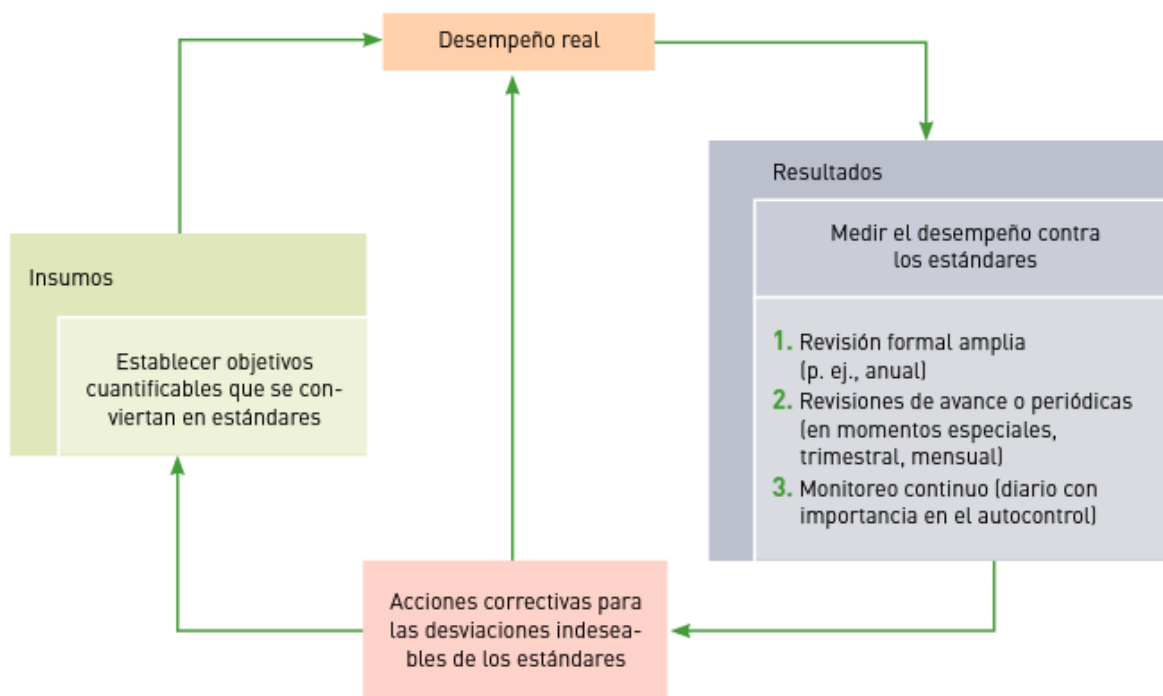 Desempeño real
Resultados
Medir el desempeño contra
los estándares
1. Revisión formal amplia
(p. ej., anual)
2. Revisiones de avance o periódicas
(en momentos especiales,
trimestral, mensual)
3. Monitoreo continuo (diario con
importancia en el autocontrol)
Insumos
Establecer objetivos
cuantificables que se con-
viertan en estándares
Acciones correctivas para
las desviaciones indesea-
bles de los estándares